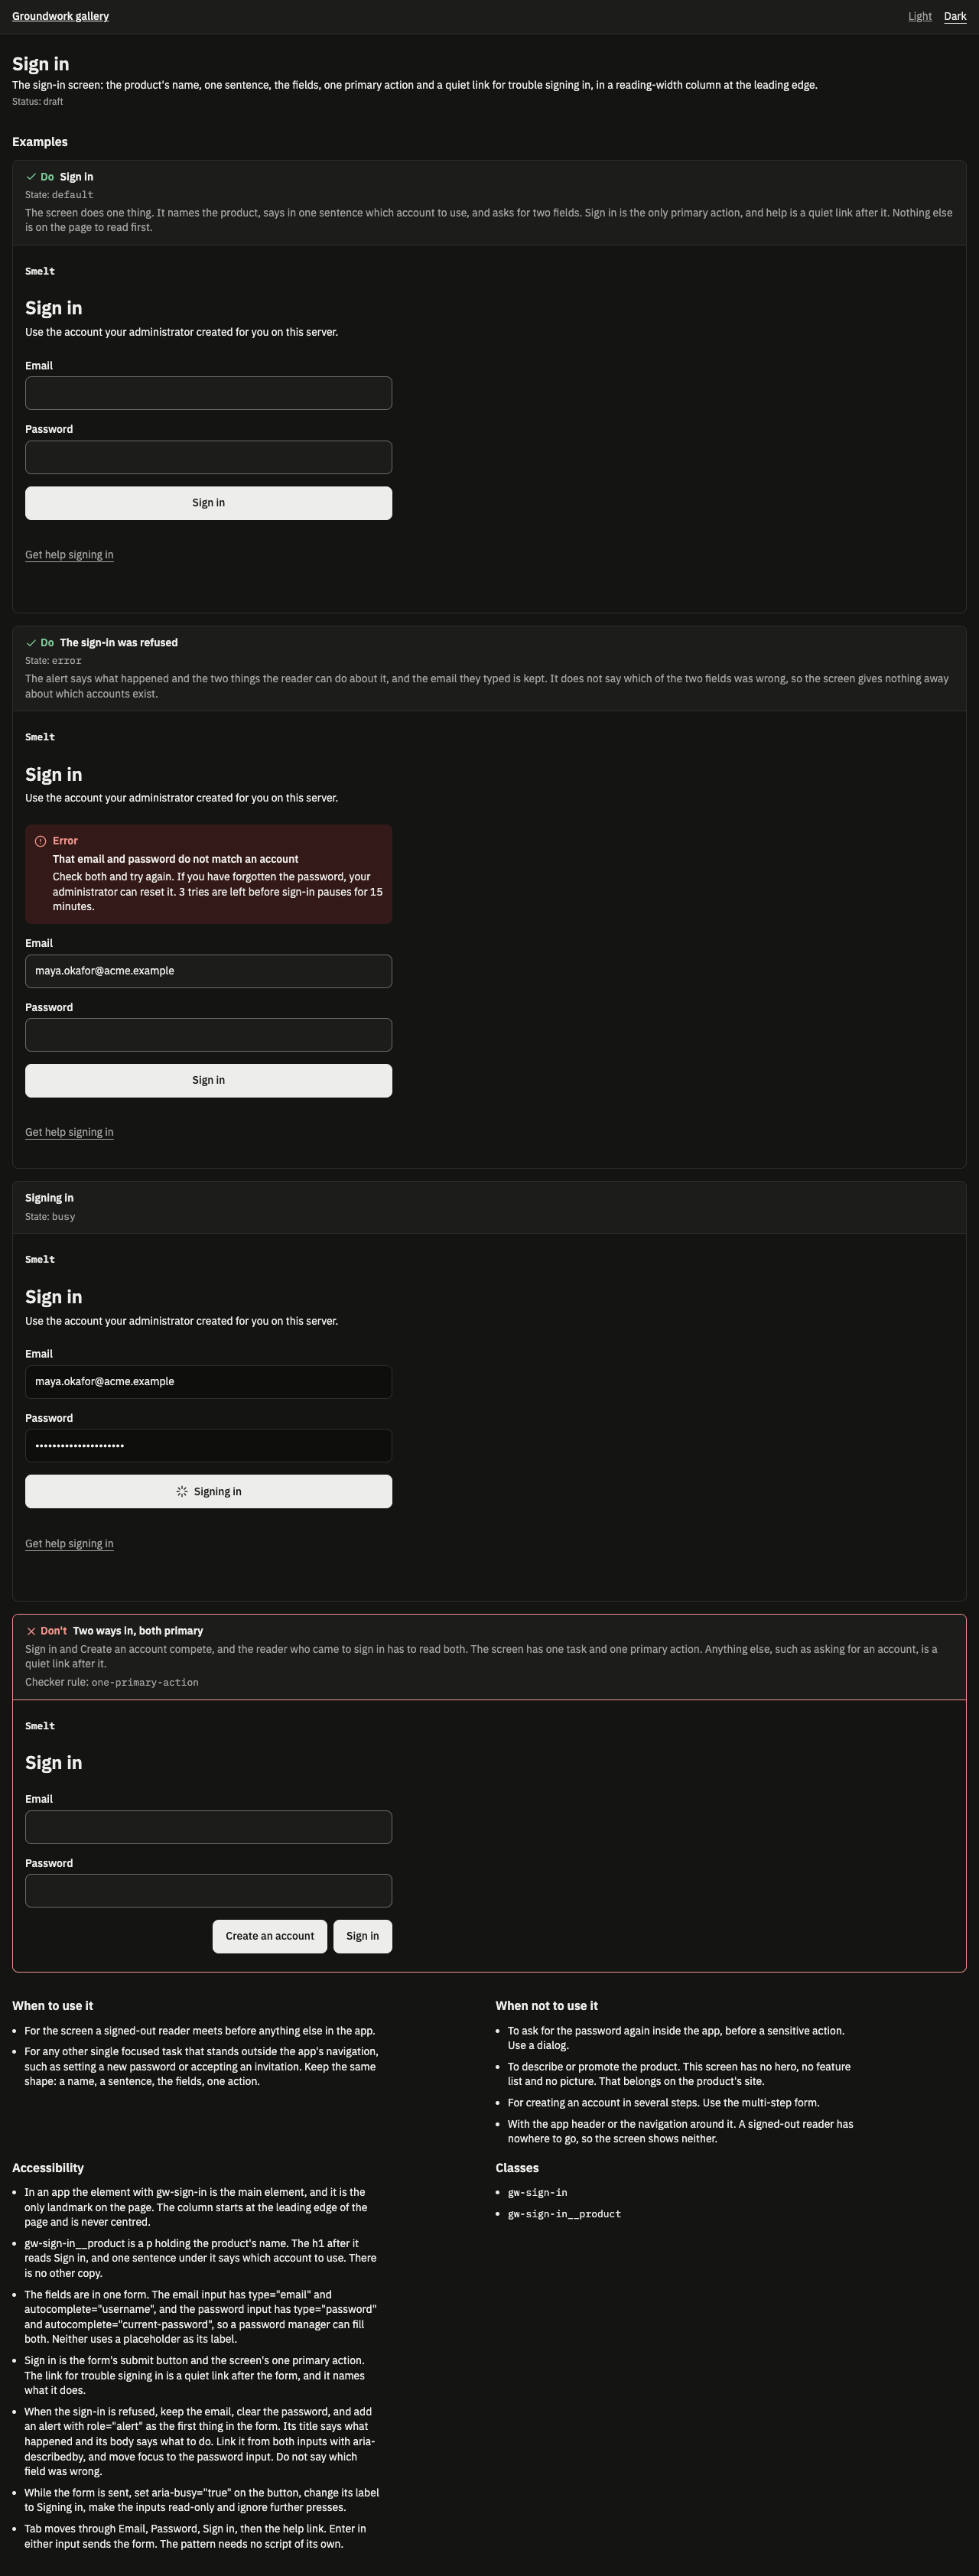 Groundwork gallery
Light Dark
Sign in
The sign-in screen: the product's name, one sentence, the fields, one primary action and a quiet link for trouble signing in, in a reading-width column at the leading edge.
Status: draft
Examples
Do Sign in
State: default
The screen does one thing. It names the product, says in one sentence which account to use, and asks for two fields. Sign in is the only primary action, and help is a quiet link after it. Nothing else
is on the page to read first.
Smelt
Sign in
Use the account your administrator created for you on this server.
Email
Password
Sign in
Get help signing in
Do The sign-in was refused
State: error
The alert says what happened and the two things the reader can do about it, and the email they typed is kept. It does not say which of the two fields was wrong, so the screen gives nothing away
about which accounts exist.
Smelt
Sign in
Use the account your administrator created for you on this server.
Error
That email and password do not match an account
Check both and try again. If you have forgotten the password, your
administrator can reset it. 3 tries are left before sign-in pauses for 15
minutes.
Email
maya.okafor@acme.example
Password
Sign in
Get help signing in
Signing in
State: busy
Smelt
Sign in
Use the account your administrator created for you on this server.
Email
maya.okafor@acme.example
Password
•••••••••••••••••••••
Signing in
Get help signing in
Don't Two ways in, both primary
Sign in and Create an account compete, and the reader who came to sign in has to read both. The screen has one task and one primary action. Anything else, such as asking for an account, is a
quiet link after it.
Checker rule: one-primary-action
Smelt
Sign in
Email
Password
Create an account Sign in
When to use it
• For the screen a signed-out reader meets before anything else in the app.
• For any other single focused task that stands outside the app's navigation,
such as setting a new password or accepting an invitation. Keep the same
shape: a name, a sentence, the fields, one action.
When not to use it
• To ask for the password again inside the app, before a sensitive action.
Use a dialog.
• To describe or promote the product. This screen has no hero, no feature
list and no picture. That belongs on the product's site.
• For creating an account in several steps. Use the multi-step form.
• With the app header or the navigation around it. A signed-out reader has
nowhere to go, so the screen shows neither.
Accessibility
• In an app the element with gw-sign-in is the main element, and it is the
only landmark on the page. The column starts at the leading edge of the
page and is never centred.
• gw-sign-in__product is a p holding the product's name. The h1 after it
reads Sign in, and one sentence under it says which account to use. There
is no other copy.
• The fields are in one form. The email input has type="email" and
autocomplete="username", and the password input has type="password"
and autocomplete="current-password", so a password manager can fill
both. Neither uses a placeholder as its label.
• Sign in is the form's submit button and the screen's one primary action.
The link for trouble signing in is a quiet link after the form, and it names
what it does.
• When the sign-in is refused, keep the email, clear the password, and add
an alert with role="alert" as the first thing in the form. Its title says what
happened and its body says what to do. Link it from both inputs with aria-
describedby, and move focus to the password input. Do not say which
field was wrong.
• While the form is sent, set aria-busy="true" on the button, change its label
to Signing in, make the inputs read-only and ignore further presses.
• Tab moves through Email, Password, Sign in, then the help link. Enter in
either input sends the form. The pattern needs no script of its own.
Classes
• gw-sign-in
• gw-sign-in__product